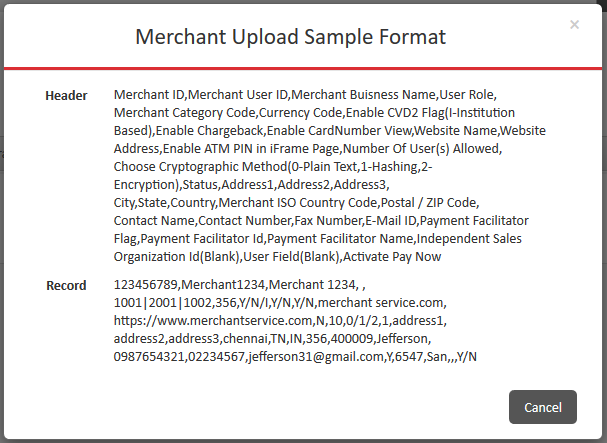 Merchant Upload Sample Format
×
Header
Merchant ID,Merchant User ID,Merchant Buisness Name,User Role,
Merchant Category Code,Currency Code,Enable CVD2 Flag(I-Institution
Based),Enable Chargeback,Enable CardNumber View,Website Name,Website
Address,Enable ATM PIN in iFrame Page,Number Of User(s) Allowed,
Choose Cryptographic Method(0-Plain Text,1-Hashing,2-
Encryption),Status,Address1,Address2,Address3,
City,State,Country,Merchant ISO Country Code,Postal / ZIP Code,
Contact Name,Contact Number,Fax Number,E-Mail ID,Payment Facilitator
Flag,Payment Facilitator Id,Payment Facilitator Name,Independent Sales
Organization Id(Blank),User Field(Blank),Activate Pay Now
Record
123456789,Merchant1234,Merchant 1234, ,
1001|2001|1002,356,Y/N/I,Y/N,Y/N,merchant service.com,
https://www.merchantservice.com,N,10,0/1/2,1,address1,
address2,address3,chennai,TN,IN,356,400009,Jefferson,
0987654321,02234567,jefferson31@gmail.com,Y,6547,San,,,Y/N
Cancel